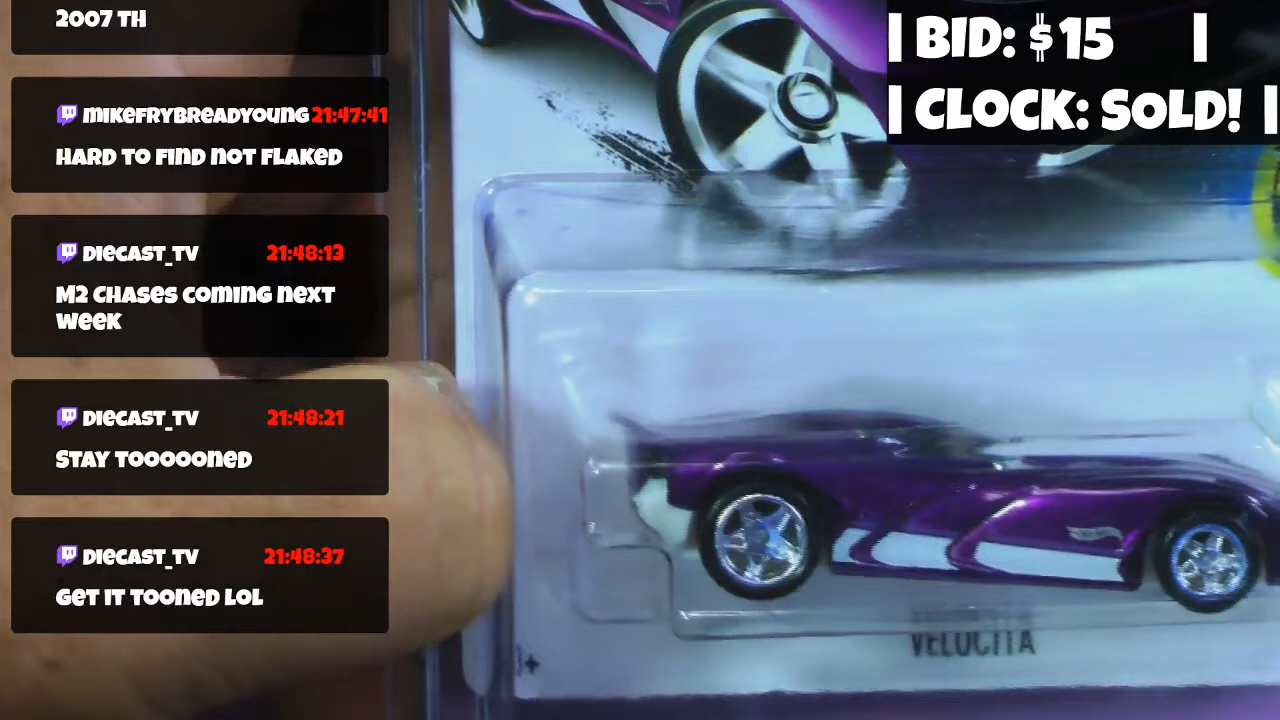 2007 TH
mikefrybreadyoung 21:47:41
Hard to find not flaked
diecast_tv 21:48:13
M2 chases coming next
week
diecast_tv 21:48:21
Stay toooooned
diecast_tv 21:48:37
Get it tooned lol
| BID: $15 |
| CLOCK: SOLD! |
VELOCITA